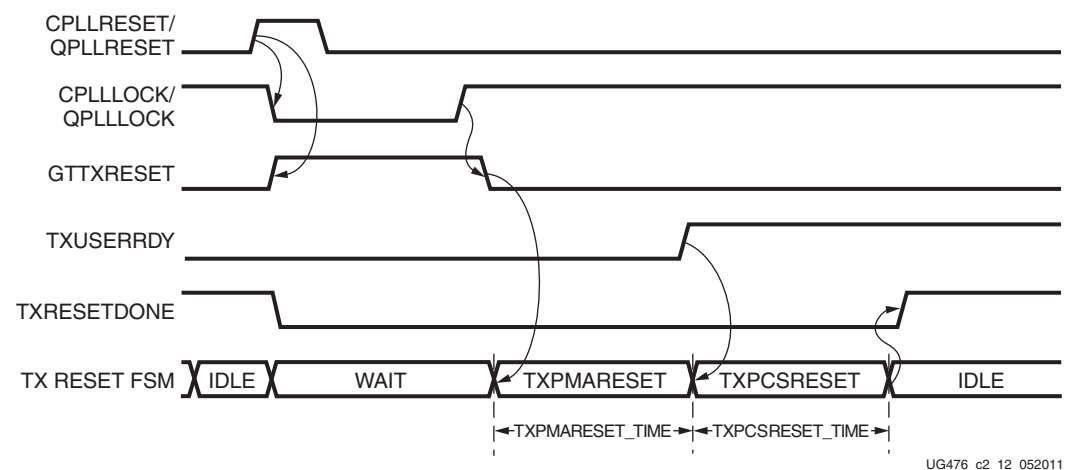 CPLLRESET/
QPLLRESET
CPLLLOCK/
QPLLLOCK
GTTXRESET
TXUSERRDY
TXRESETDONE
TX RESET FSM IDLE WAIT TXPMARESET TXPCSRESET IDLE
TXPMARESET_TIME TXPCSRESET_TIME
UG476_c2_12_052011